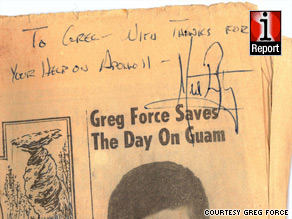 TO GREG - WITH THANKS FOR
YOUR HELP ON APOLLO 11 -
i
Report
Greg Force Saves
The Day On Guam
COURTESY GREG FORCE